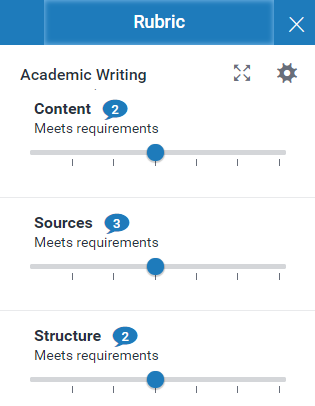 Rubric
Academic Writing
Content 2
Meets requirements
Sources 3
Meets requirements
Structure 2
Meets requirements